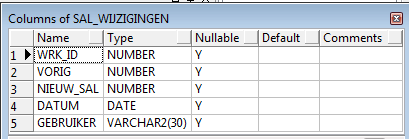 Columns of SAL_WIJZIGINGEN
Name Type Nullable Default Comments
1 WRK_ID NUMBER Y
2 VORIG NUMBER Y
3 NIEUW_SAL NUMBER Y
4 DATUM DATE Y
5 GEBRUIKER VARCHAR2(30) Y